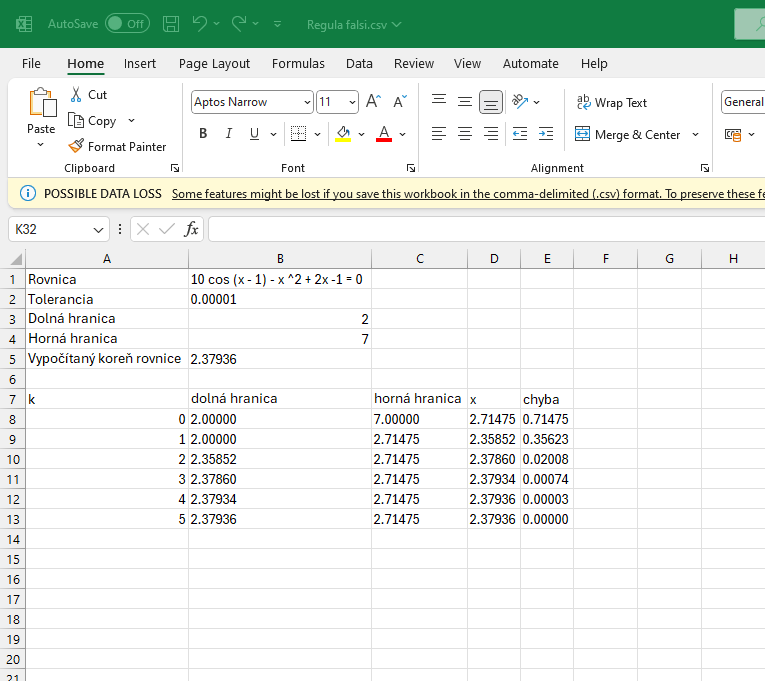 AutoSave Off Regula falsi.csv
File Home Insert Page Layout Formulas Data Review View Automate Help
Paste Cut Copy Format Painter Aptos Narrow 11 A A B I U A ab Wrap Text Merge & Center General
Clipboard Font Alignment
POSSIBLE DATA LOSS Some features might be lost if you save this workbook in the comma-delimited (.csv) format. To preserve these fe
K32 fx
A B C D E F G H
1 Rovnica 10 cos (x - 1) - x ^2 + 2x -1 = 0
2 Tolerancia 0.00001
3 Dolná hranica 2
4 Horná hranica 7
5 Vypočítaný koreň rovnice 2.37936
6
7 k dolná hranica horná hranica x chyba
8 0 2.00000 7.00000 2.71475 0.71475
9 1 2.00000 2.71475 2.35852 0.35623
10 2 2.35852 2.71475 2.37860 0.02008
11 3 2.37860 2.71475 2.37934 0.00074
12 4 2.37934 2.71475 2.37936 0.00003
13 5 2.37936 2.71475 2.37936 0.00000
14
15
16
17
18
19
20
21